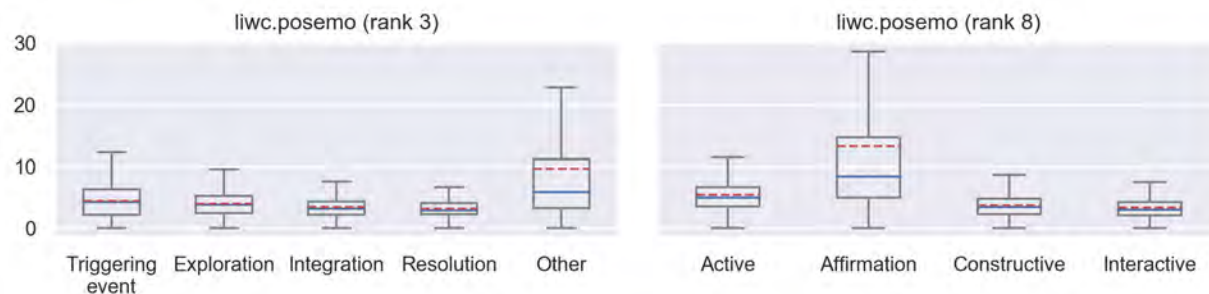 liwc.posemo (rank 3)
liwc.posemo (rank 8)
30
20
10
0
Triggering event
Exploration
Integration
Resolution
Other
Active
Affirmation
Constructive
Interactive